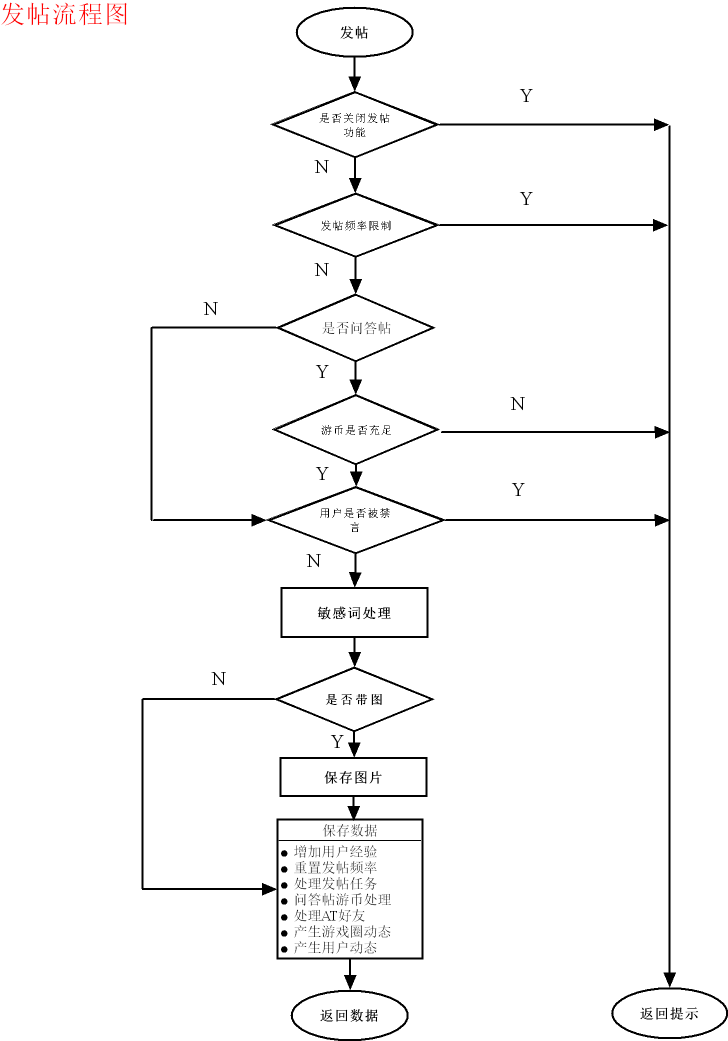 发帖流程图
发帖
是否关闭发帖
功能
Y
N
发帖频率限制
Y
N
是否问答帖
N
Y
游币是否充足
N
Y
用户是否被禁
言
Y
N
敏感词处理
是否带图
N
Y
保存图片
保存数据
● 增加用户经验
● 重置发帖频率
● 处理发帖任务
● 问答帖游币处理
● 处理AT好友
● 产生游戏圈动态
● 产生用户动态
返回数据
返回提示